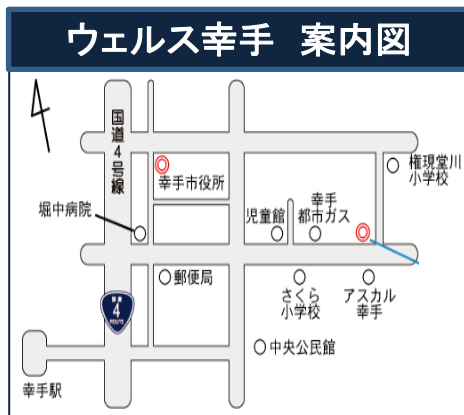 ウェルス幸手 案内図
国道4号線
権現堂川
小学校
幸手市役所
堀中病院
児童館
幸手
都市ガス
郵便局
さくら
小学校
アスカル
幸手
国道
4
ROUTE
中央公民館
幸手駅